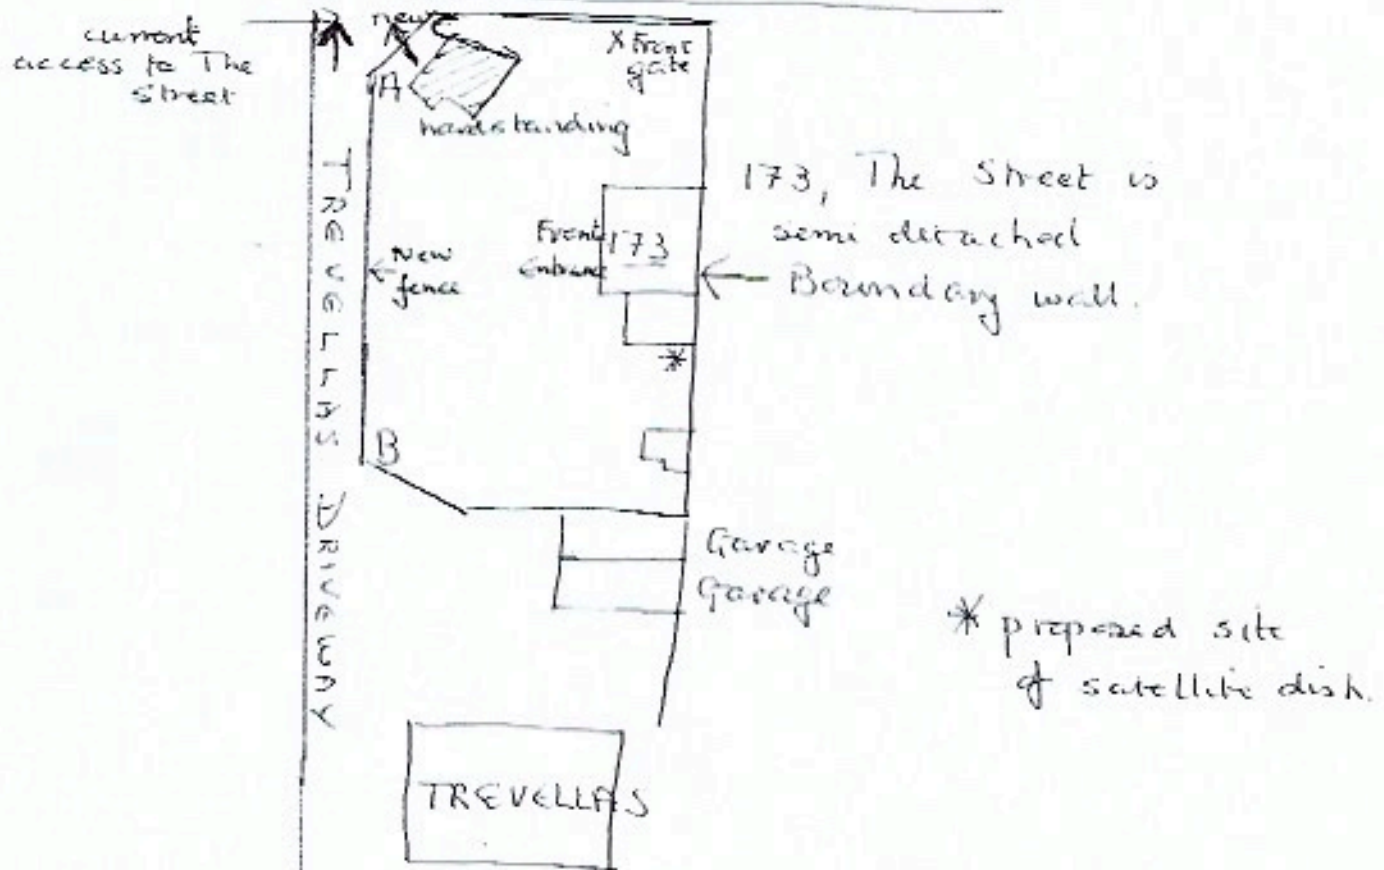 current
access to The
Street
new
C
A
hardstanding
X Front
gate
TREVELLAS DRIVEWAY
New
fence
Front
Entrance
173
173, The Street is
semi detached
Boundary wall.
*
B
Garage
Garage
* proposed site
of satellite dish.
TREVELLAS